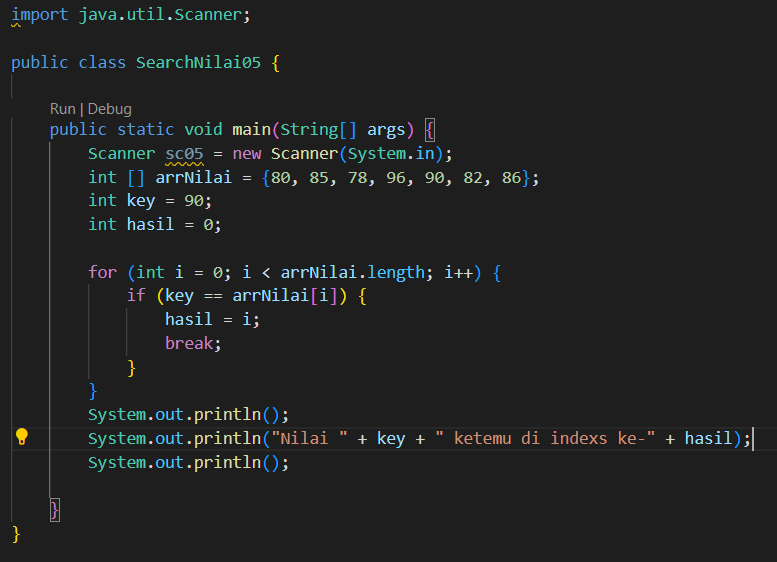 import java.util.Scanner;
public class SearchNilai05 {
Run | Debug
public static void main(String[] args) {
Scanner sc05 = new Scanner(System.in);
int [] arrNilai = {80, 85, 78, 96, 90, 82, 86};
int key = 90;
int hasil = 0;
for (int i = 0; i < arrNilai.length; i++) {
if (key == arrNilai[i]) {
hasil = i;
break;
}
}
System.out.println();
System.out.println("Nilai " + key + " ketemu di indexs ke-" + hasil);
System.out.println();
}
}